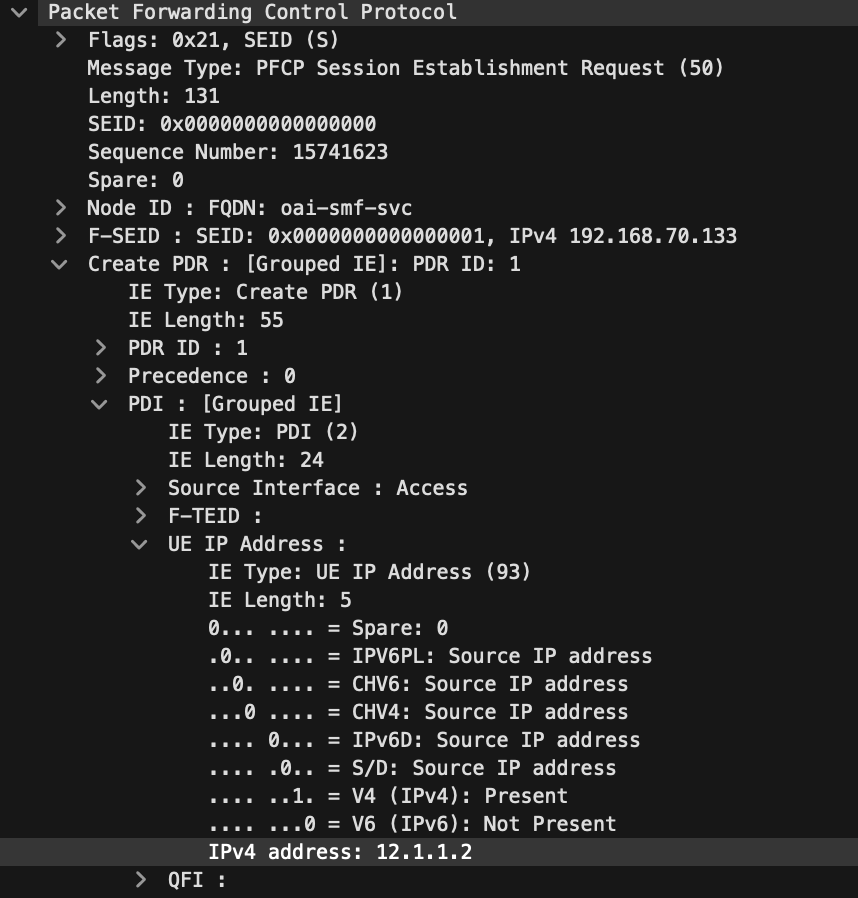 Packet Forwarding Control Protocol
Flags: 0x21, SEID (S)
Message Type: PFCP Session Establishment Request (50)
Length: 131
SEID: 0x0000000000000000
Sequence Number: 15741623
Spare: 0
Node ID : FQDN: oai-smf-svc
F-SEID : SEID: 0x0000000000000001, IPv4 192.168.70.133
Create PDR : [Grouped IE]: PDR ID: 1
IE Type: Create PDR (1)
IE Length: 55
PDR ID : 1
Precedence : 0
PDI : [Grouped IE]
IE Type: PDI (2)
IE Length: 24
Source Interface : Access
F-TEID :
UE IP Address :
IE Type: UE IP Address (93)
IE Length: 5
0... .... = Spare: 0
.0.. .... = IPV6PL: Source IP address
..0. .... = CHV6: Source IP address
...0 .... = CHV4: Source IP address
.... 0... = IPv6D: Source IP address
.... .0.. = S/D: Source IP address
.... ..1. = V4 (IPv4): Present
.... ...0 = V6 (IPv6): Not Present
IPv4 address: 12.1.1.2
QFI :